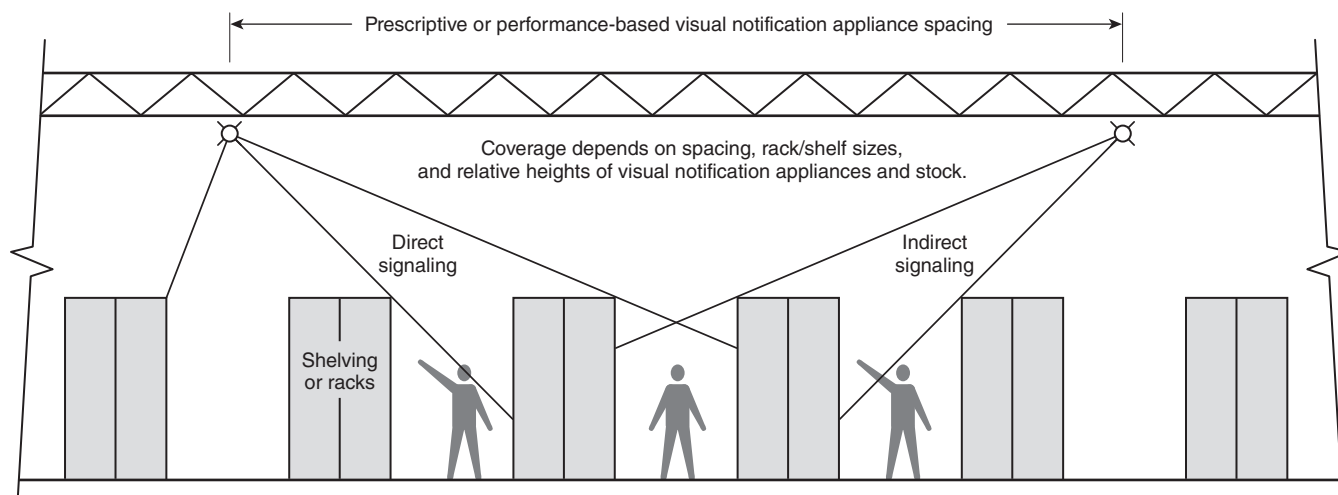 Prescriptive or performance-based visual notification appliance spacing
Coverage depends on spacing, rack/shelf sizes,
and relative heights of visual notification appliances and stock.
Direct
signaling
Indirect
signaling
Shelving
or racks